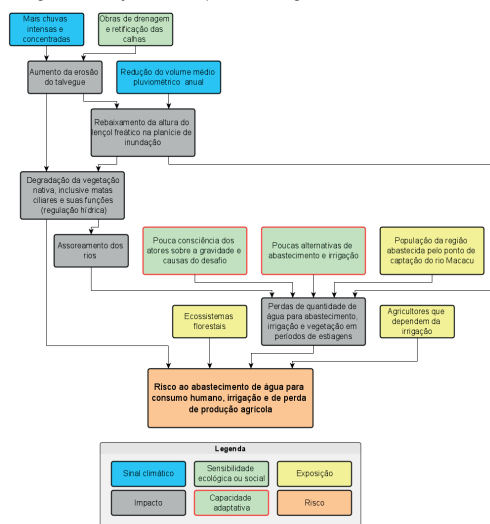 Mais chuvas
intensas e
concentradas
Obras de drenagem
e retificação das
calhas
Aumento da erosão
do talvegue
Redução do volume médio
pluviométrico anual
Rebaixamento da altura do
lençol freático na planície de
inundação
Degradação da vegetação
nativa, inclusive matas
ciliares e suas funções
(regulação hídrica)
Assoreamento dos
rios
Pouca consciência dos
atores sobre a gravidade e
causas do desafio
Poucas alternativas de
abastecimento e irrigação
População da região
abastecida pelo ponto de
captação do rio Macacu
Ecossistemas
florestais
Perdas de quantidade de
água para abastecimento,
irrigação e vegetação em
períodos de estiagens
Agricultores que
dependem da
irrigação
Risco ao abastecimento de água para
consumo humano, irrigação e de perda
de produção agrícola
Legenda
Sinal climático
Sensibilidade
ecológica ou social
Exposição
Impacto
Capacidade
adaptativa
Risco